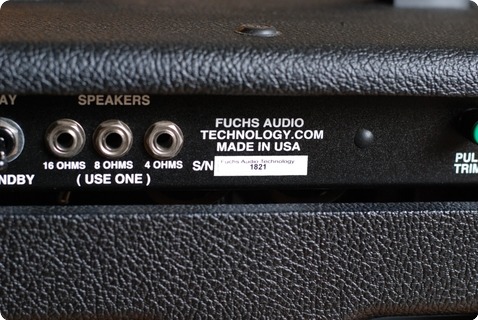 AY
SPEAKERS
16 OHMS
8 OHMS
4 OHMS
NDBY
( USE ONE )
FUCHS AUDIO
TECHNOLOGY.COM
MADE IN USA
S/N
Fuchs Audio Technology
1821
PUL
TRIM